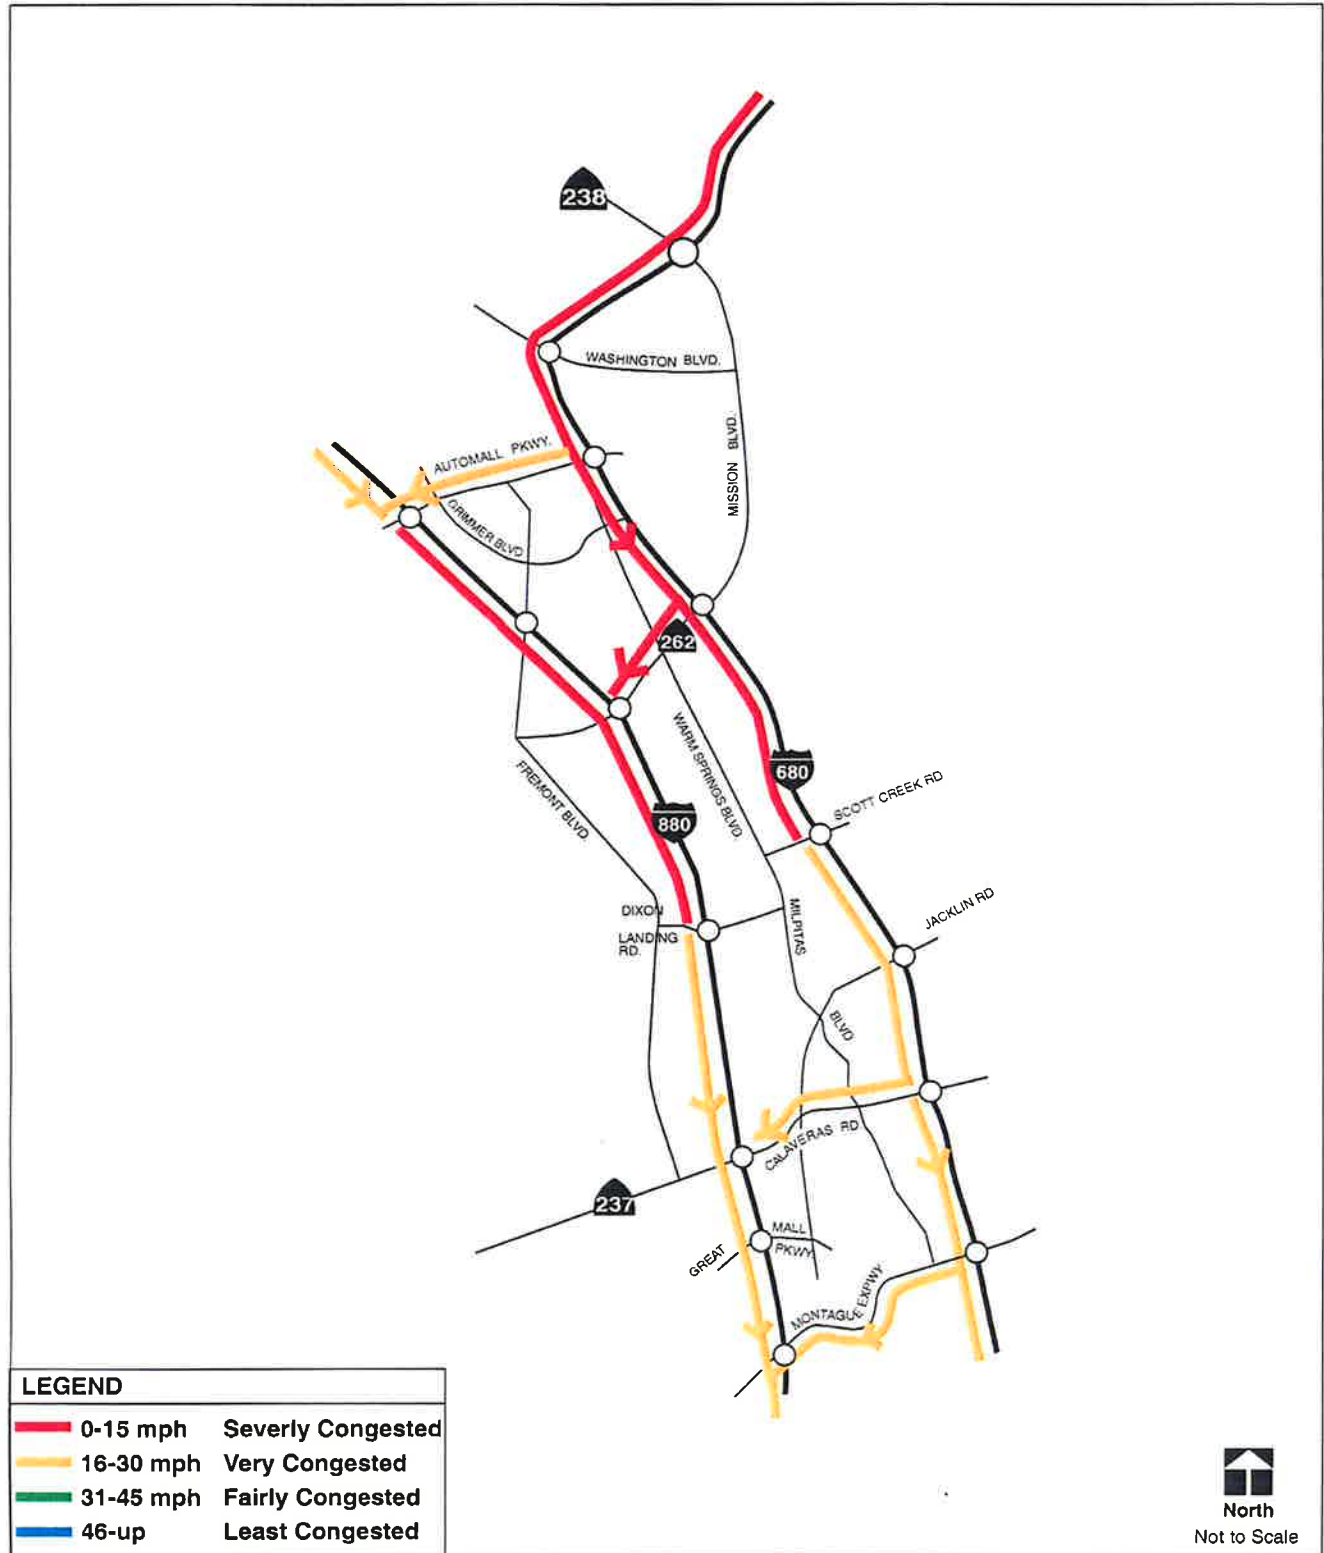 238
WASHINGTON BLVD.
MISSION BLVD.
AUTOMALL PKWY.
GRIMMER BLVD
262
WARM SPRINGS BLVD.
680
FREMONT BLVD.
880
SCOTT CREEK RD
JACKLIN RD
DIXON
LANDING
RD.
MILPITAS
BLVD
CALAVERAS RD.
237
MALL
PKWY.
GREAT
MONTAGUE EXPWY
LEGEND
0-15 mph Severly Congested
16-30 mph Very Congested
31-45 mph Fairly Congested
46-up Least Congested
North
Not to Scale